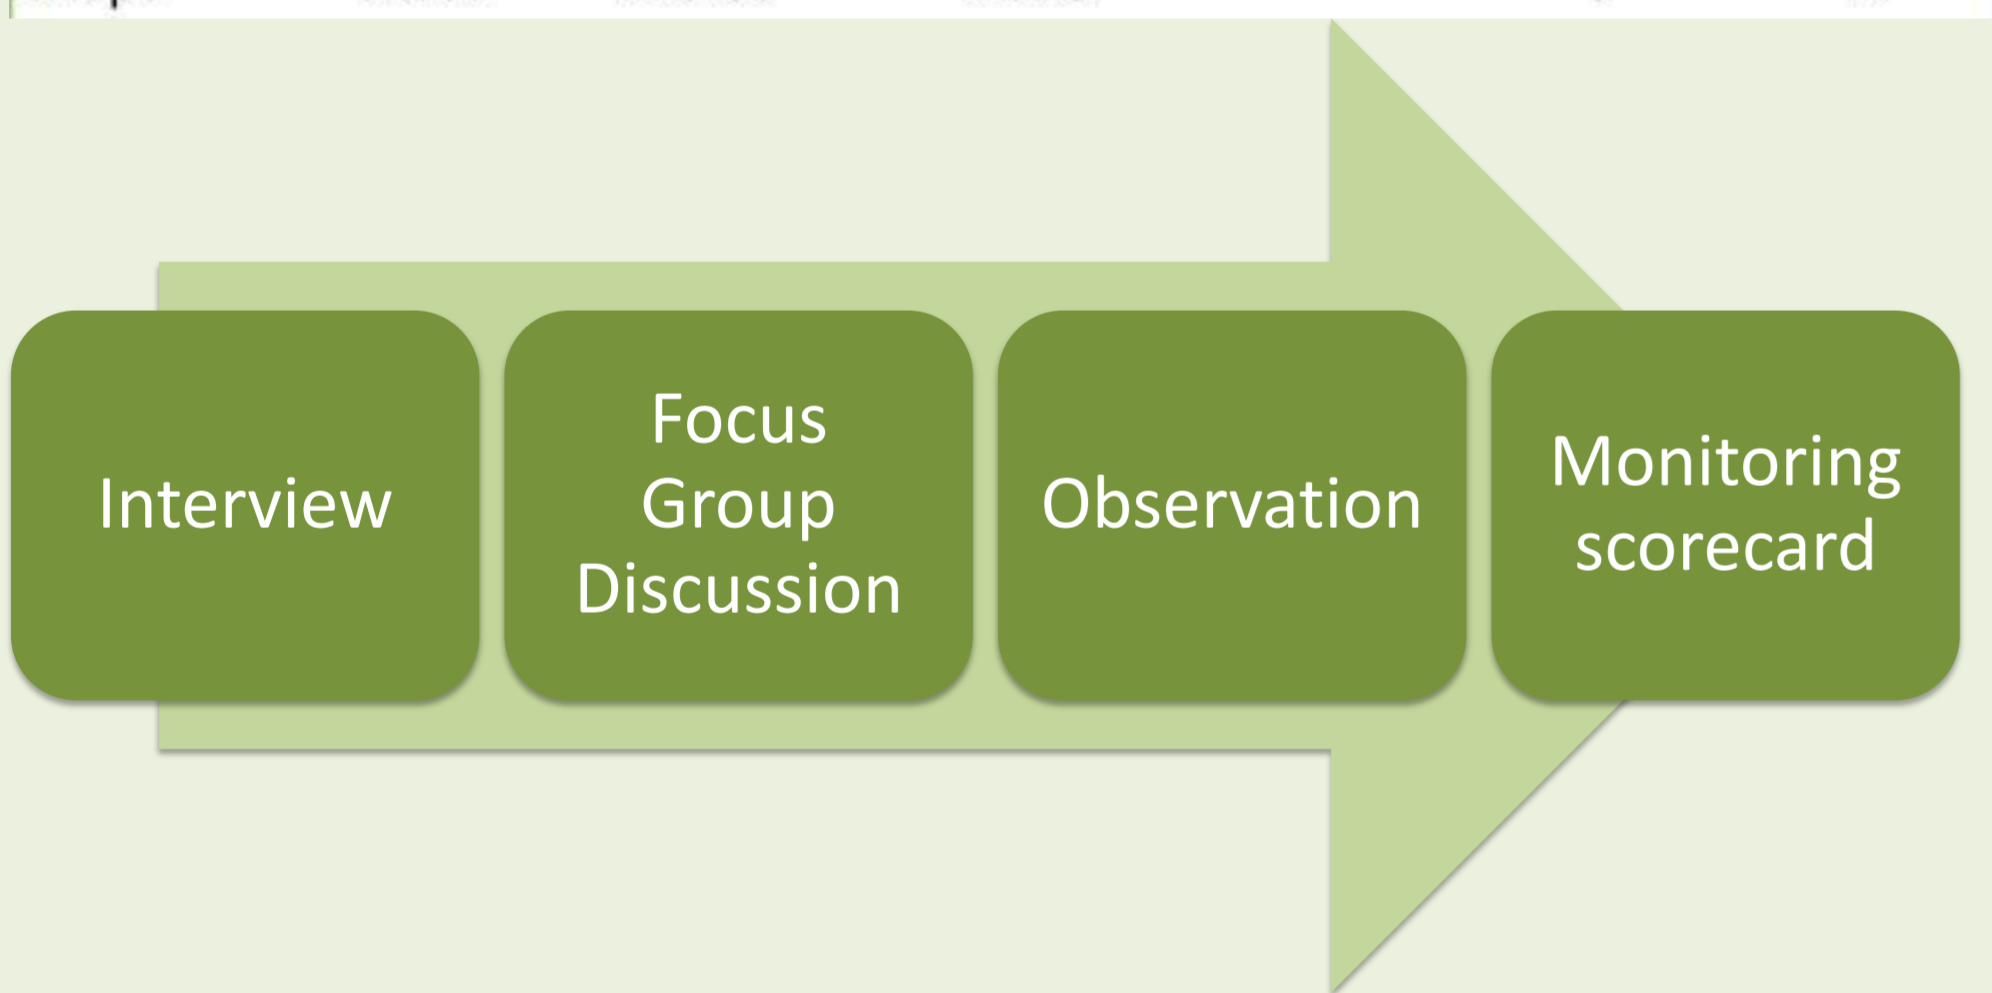 Interview
Focus
Group
Discussion
Observation
Monitoring
scorecard